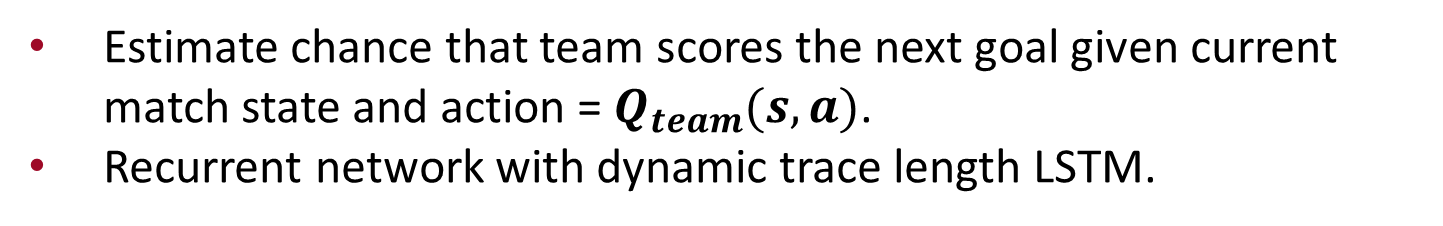 • Estimate chance that team scores the next goal given current
match state and action = Q_team(s, a).
• Recurrent network with dynamic trace length LSTM.